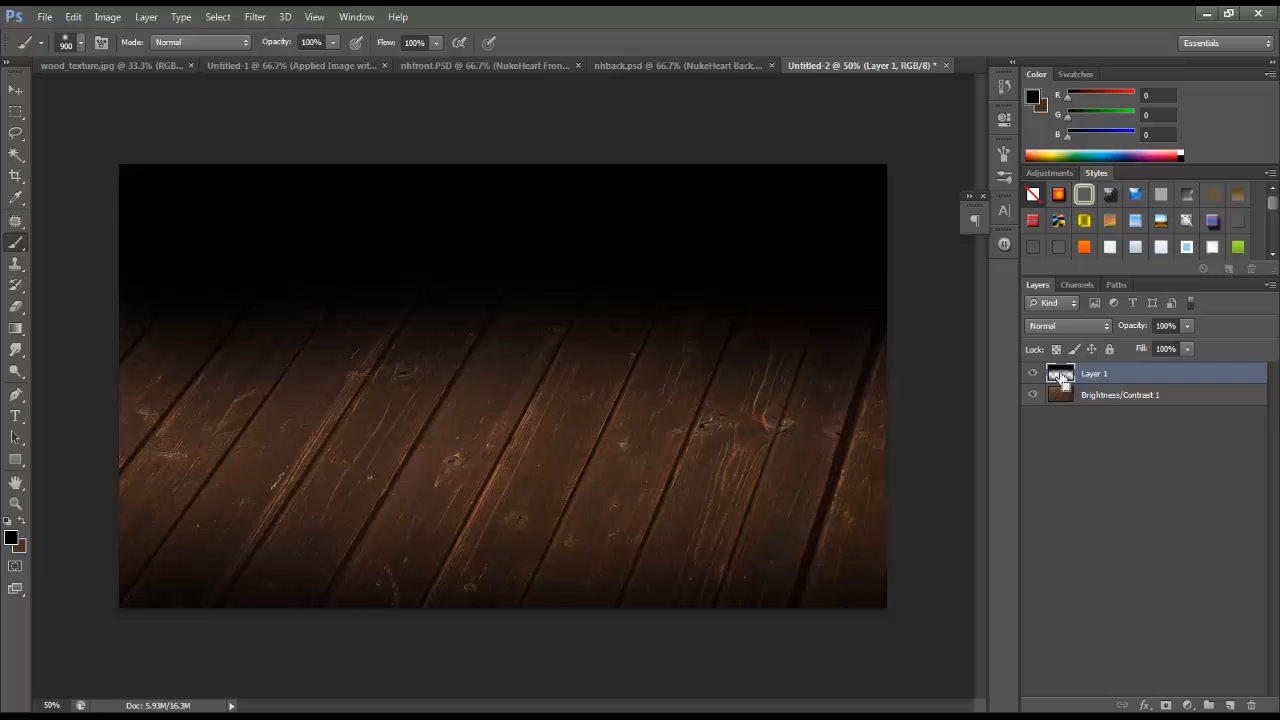 Ps File Edit Image Layer Type Select Filter 3D View Window Help
900 Mode: Normal Opacity: 100% Flow: 100% Essentials
wood_texture.jpg @ 33.3% (RGB... × Untitled-1 @ 66.7% (Applied Image wit... × nhfront.PSD @ 66.7% (NukeHeart Fron... × nhback.psd @ 66.7% (NukeHeart Back,... × Untitled-2 @ 50% (Layer 1, RGB/8) * ×
Color Swatches
R 0
G 0
B 0
Adjustments Styles
Layers Channels Paths
Kind
Normal Opacity: 100%
Lock: Fill: 100%
Layer 1
Brightness/Contrast 1
50% Doc: 5.93M/16.3M